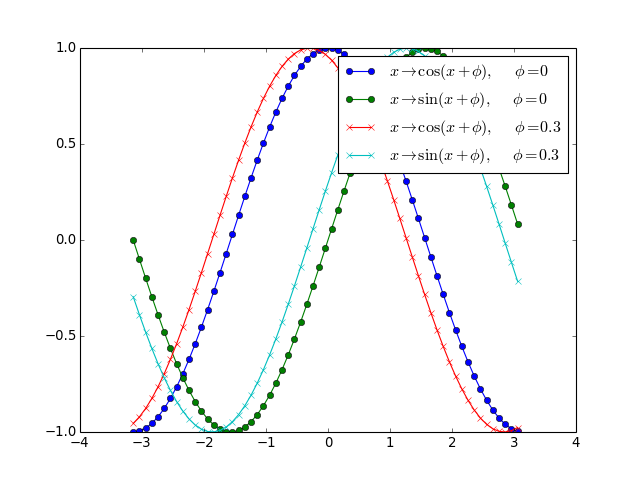 1.0
0.5
0.0
−0.5
−1.0
−4 −3 −2 −1 0 1 2 3 4
x→cos(x+ϕ), ϕ=0
x→sin(x+ϕ), ϕ=0
x→cos(x+ϕ), ϕ=0.3
x→sin(x+ϕ), ϕ=0.3